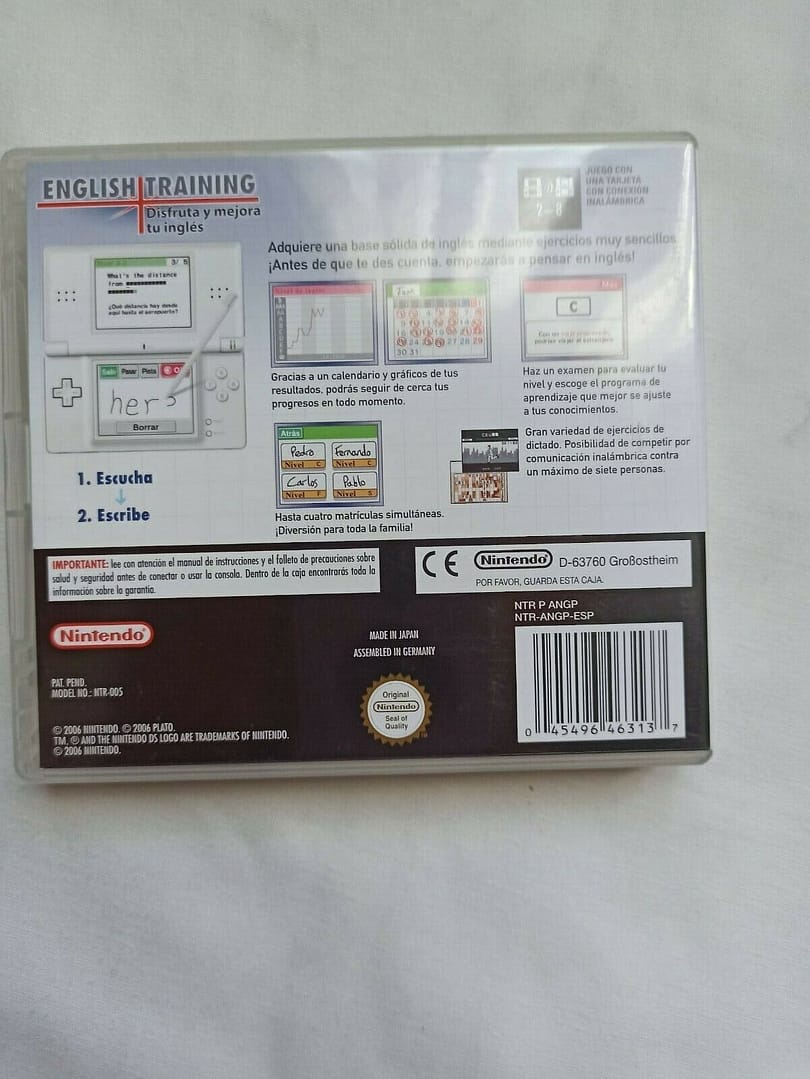 ENGLISH TRAINING
Disfruta y mejora
tu inglés
JUEGO CON
UNA TARJETA
CON CONEXIÓN
INALÁMBRICA
2-8
Adquiere una base sólida de inglés mediante ejercicios muy sencillos
¡Antes de que te des cuenta, empezarás a pensar en inglés!
3/ 5
What's the distance
from
¿Qué distancia hay desde
aquí hasta el aeropuerto?
Salir Pasar Pista
her
Borrar
1. Escucha
2. Escribe
Juan
C
Gracias a un calendario y gráficos de tus
resultados, podrás seguir de cerca tus
progresos en todo momento.
Haz un examen para evaluar tu
nivel y escoge el programa de
aprendizaje que mejor se ajuste
a tus conocimientos.
Atrás
Pedro Fernando
Nivel C Nivel C
Carlos Pablo
Nivel F Nivel S
Hasta cuatro matrículas simultáneas.
¡Diversión para toda la familia!
Gran variedad de ejercicios de
dictado. Posibilidad de competir por
comunicación inalámbrica contra
un máximo de siete personas.
IMPORTANTE: lee con atención el manual de instrucciones y el folleto de precauciones sobre
salud y seguridad antes de conectar o usar la consola. Dentro de la caja encontrarás toda la
información sobre la garantía.
CE Nintendo D-63760 Großostheim
POR FAVOR, GUARDA ESTA CAJA.
NTR P ANGP
NTR-ANGP-ESP
Nintendo
MADE IN JAPAN
ASSEMBLED IN GERMANY
PAT. PEND.
MODEL NO.: NTR-005
Original
Nintendo
Seal of
Quality
TM
© 2006 NINTENDO. © 2006 PLATO.
TM, ® AND THE NINTENDO DS LOGO ARE TRADEMARKS OF NINTENDO.
© 2006 NINTENDO.
0 45496 46313 7